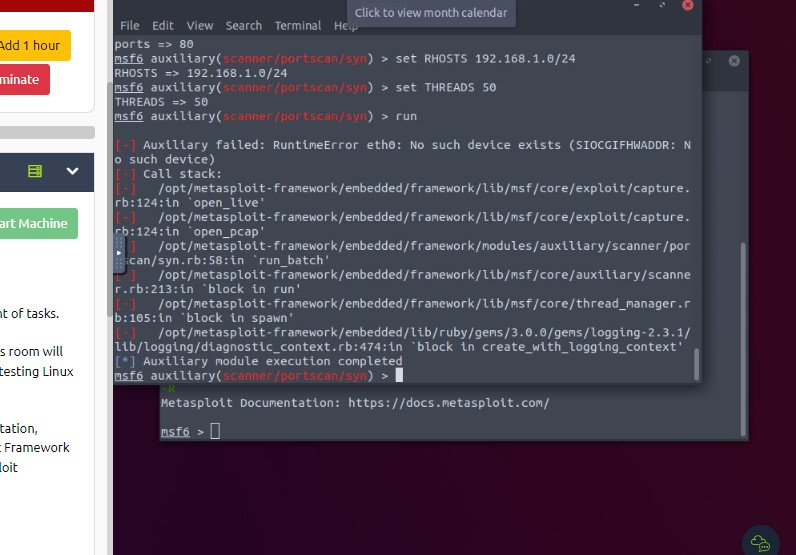 Click to view month calendar
File Edit View Search Terminal Help
ports => 80
msf6 auxiliary(scanner/portscan/syn) > set RHOSTS 192.168.1.0/24
RHOSTS => 192.168.1.0/24
msf6 auxiliary(scanner/portscan/syn) > set THREADS 50
THREADS => 50
msf6 auxiliary(scanner/portscan/syn) > run
[-] Auxiliary failed: RuntimeError eth0: No such device exists (SIOCGIFHWADDR: N
o such device)
[-] Call stack:
[-]   /opt/metasploit-framework/embedded/framework/lib/msf/core/exploit/capture.
rb:124:in `open_live'
[-]   /opt/metasploit-framework/embedded/framework/lib/msf/core/exploit/capture.
rb:124:in `open_pcap'
]   /opt/metasploit-framework/embedded/framework/modules/auxiliary/scanner/por
scan/syn.rb:58:in `run_batch'
[-]   /opt/metasploit-framework/embedded/framework/lib/msf/core/auxiliary/scanne
r.rb:213:in `block in run'
[-]   /opt/metasploit-framework/embedded/framework/lib/msf/core/thread_manager.r
b:105:in `block in spawn'
[-]   /opt/metasploit-framework/embedded/lib/ruby/gems/3.0.0/gems/logging-2.3.1/
lib/logging/diagnostic_context.rb:474:in `block in create_with_logging_context'
[*] Auxiliary module execution completed
msf6 auxiliary(scanner/portscan/syn) >
-R
Metasploit Documentation: https://docs.metasploit.com/
msf6 >
Add 1 hour
minate
art Machine
nt of tasks.
s room will
testing Linux
tation,
t Framework
loit